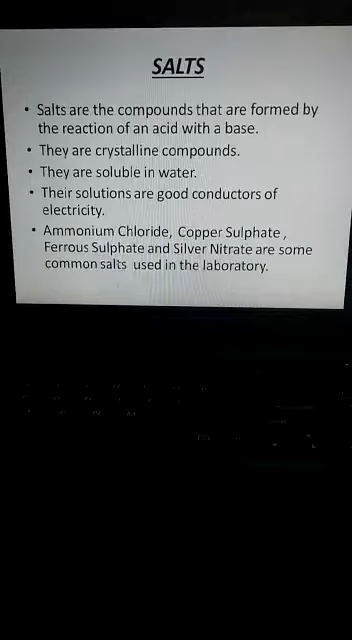 SALTS
• Salts are the compounds that are formed by
the reaction of an acid with a base.
• They are crystalline compounds.
• They are soluble in water.
• Their solutions are good conductors of
electricity.
• Ammonium Chloride, Copper Sulphate ,
Ferrous Sulphate and Silver Nitrate are some
common salts used in the laboratory.